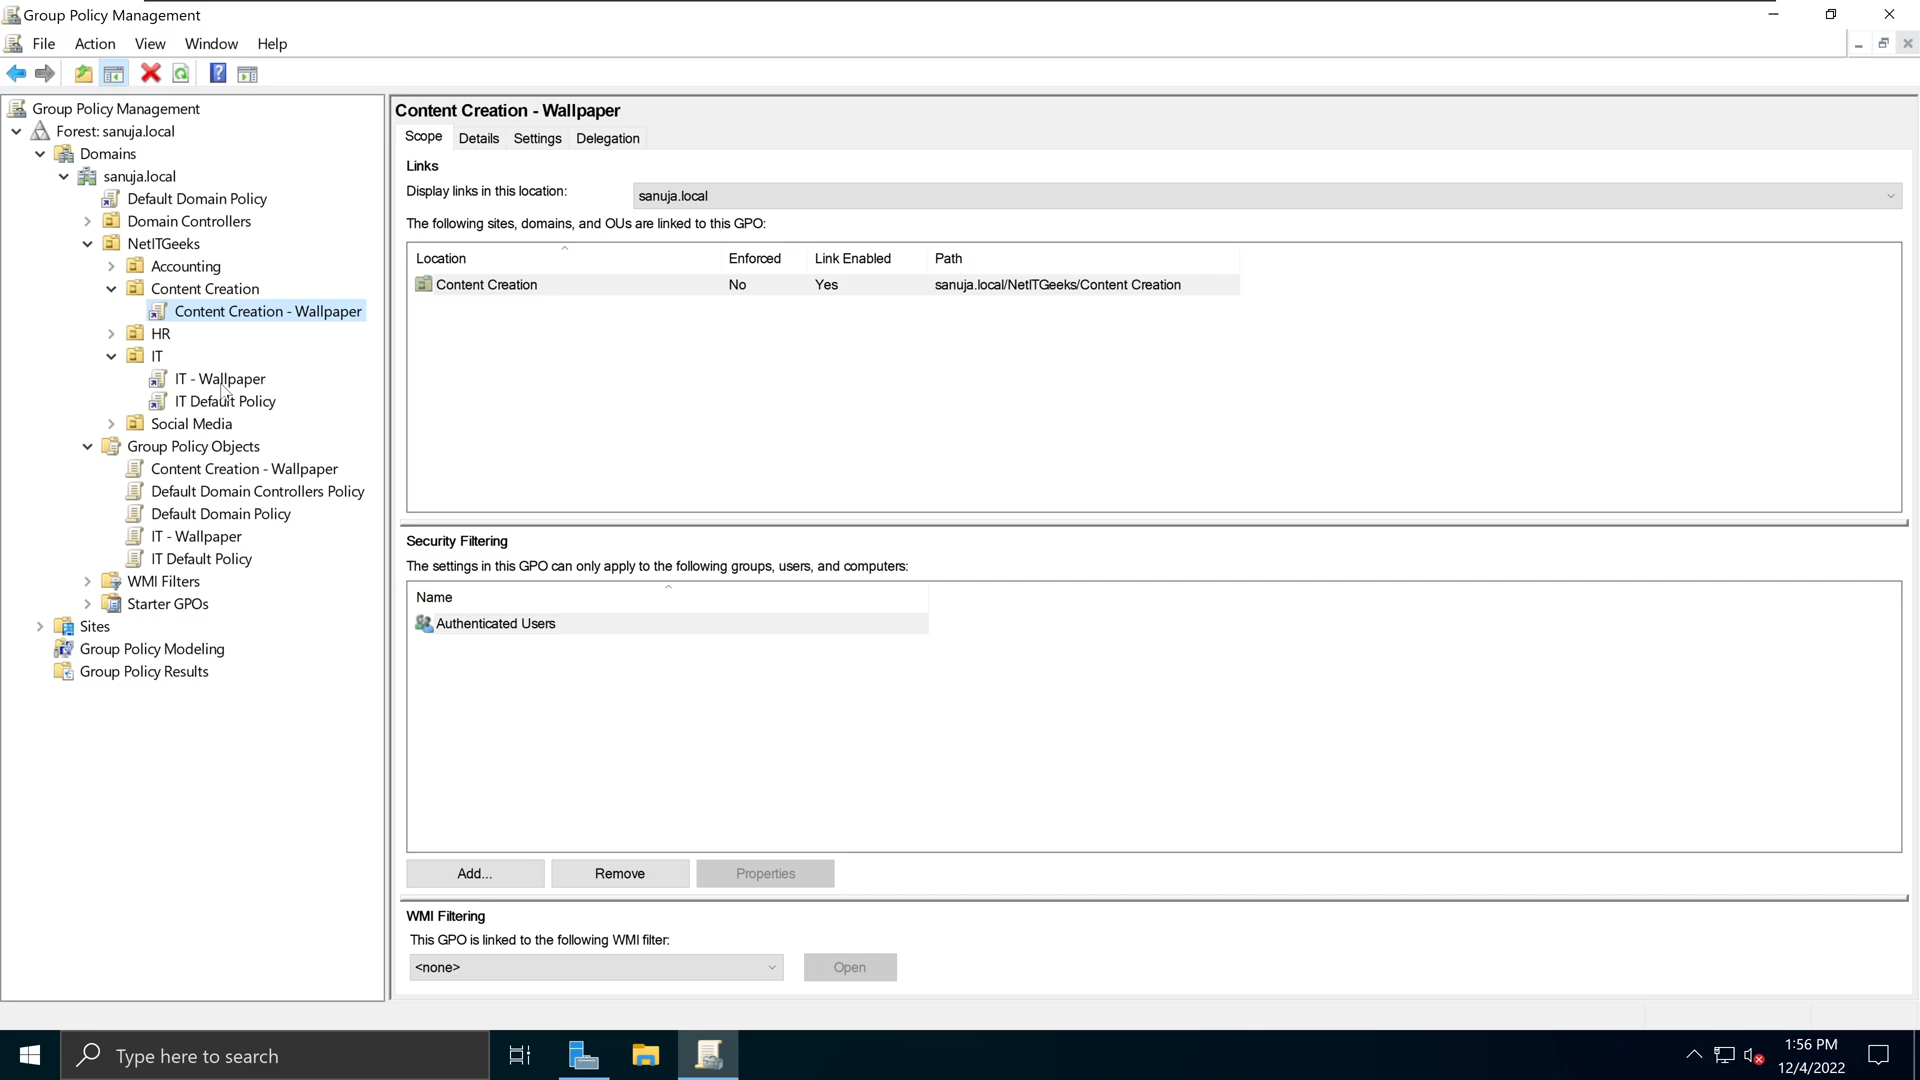 Group Policy Management
File Action View Window Help
Group Policy Management
Forest: sanuja.local
Domains
sanuja.local
Default Domain Policy
Domain Controllers
NetITGeeks
Accounting
Content Creation
Content Creation - Wallpaper
HR
IT
IT - Wallpaper
IT Default Policy
Social Media
Group Policy Objects
Content Creation - Wallpaper
Default Domain Controllers Policy
Default Domain Policy
IT - Wallpaper
IT Default Policy
WMI Filters
Starter GPOs
Sites
Group Policy Modeling
Group Policy Results
Content Creation - Wallpaper
Scope Details Settings Delegation
Links
Display links in this location: sanuja.local
The following sites, domains, and OUs are linked to this GPO:
Location Enforced Link Enabled Path
Content Creation No Yes sanuja.local/NetITGeeks/Content Creation
Security Filtering
The settings in this GPO can only apply to the following groups, users, and computers:
Name
Authenticated Users
Add... Remove Properties
WMI Filtering
This GPO is linked to the following WMI filter:
<none> Open
Type here to search
1:56 PM
12/4/2022